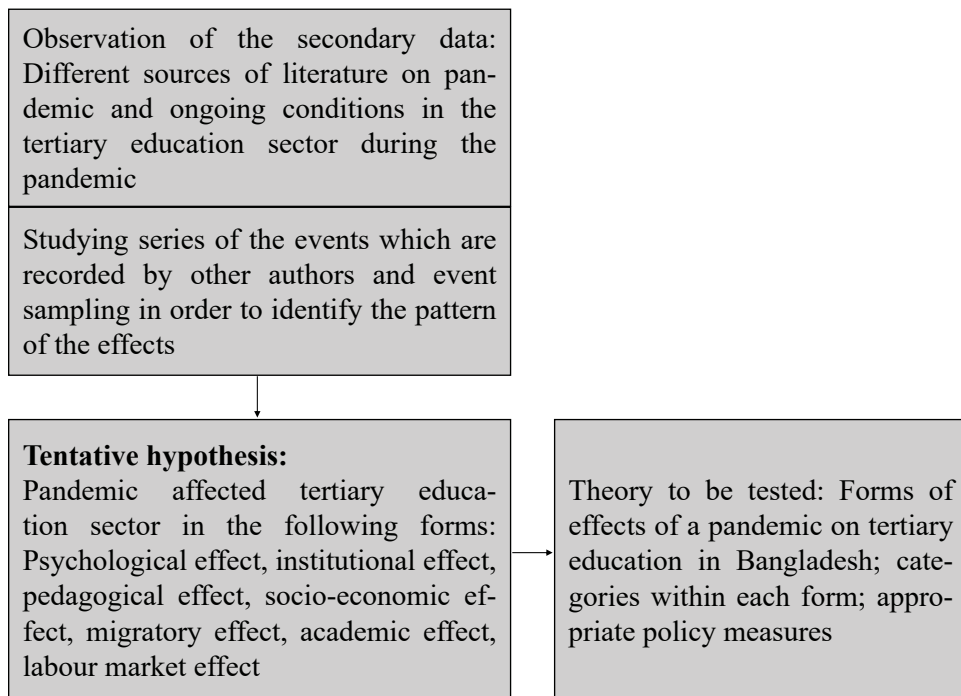 Observation of the secondary data:
Different sources of literature on pan-
demic and ongoing conditions in the
tertiary education sector during the
pandemic
Studying series of the events which are
recorded by other authors and event
sampling in order to identify the pattern
of the effects
Tentative hypothesis:
Pandemic affected tertiary educa-
tion sector in the following forms:
Psychological effect, institutional effect,
pedagogical effect, socio-economic ef-
fect, migratory effect, academic effect,
labour market effect
Theory to be tested: Forms of
effects of a pandemic on tertiary
education in Bangladesh; cate-
gories within each form; appro-
priate policy measures